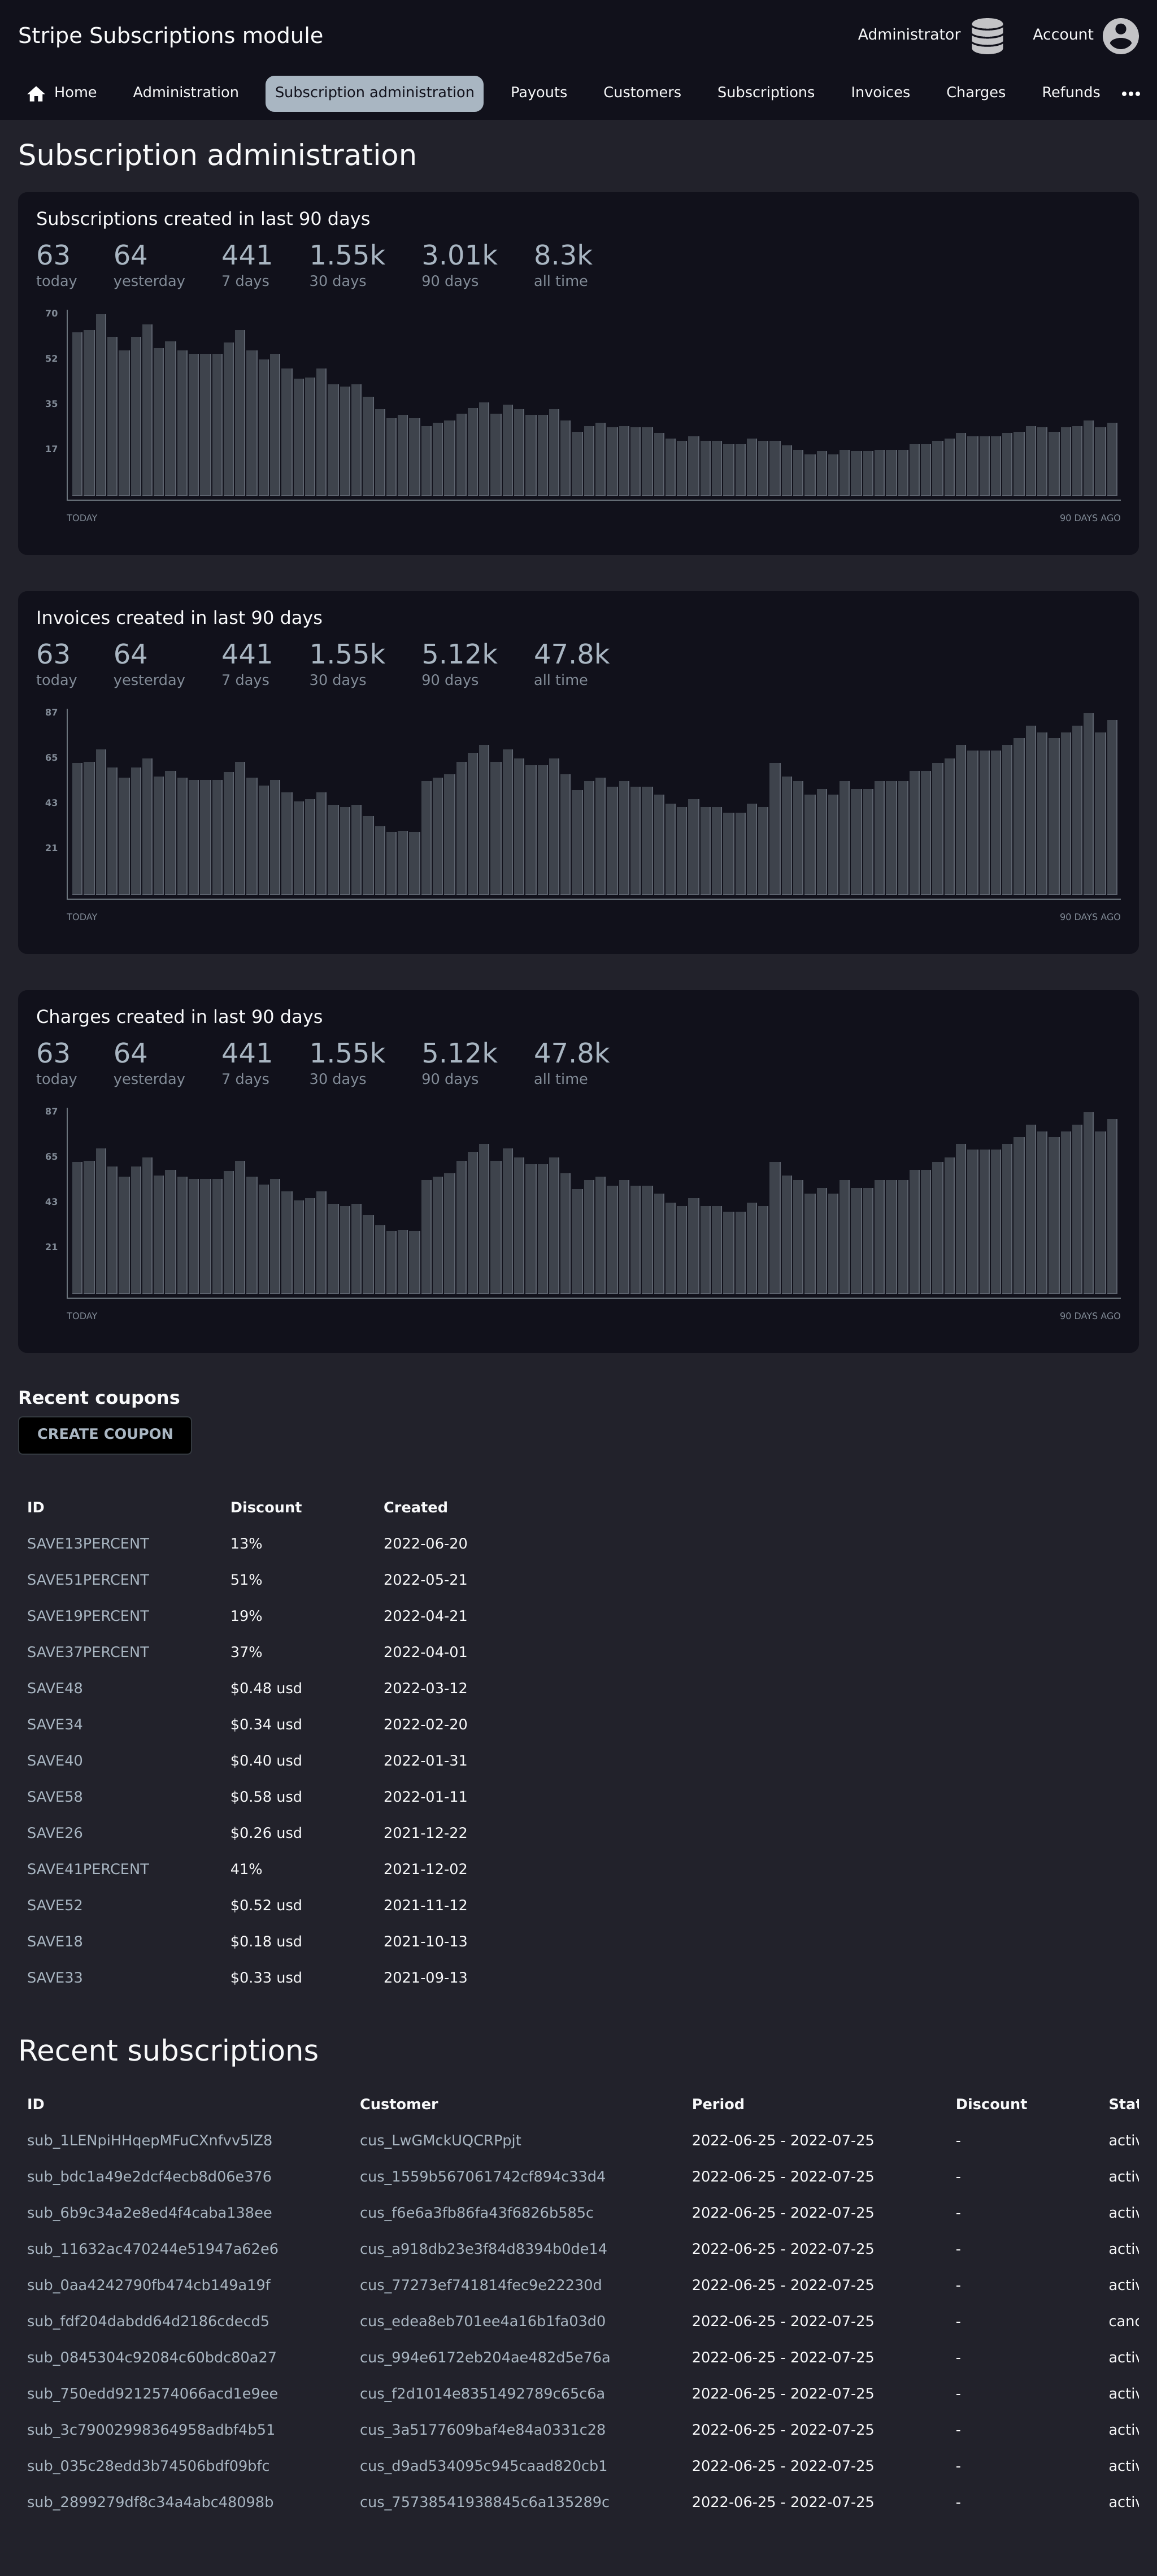 Stripe Subscriptions module
Administrator Account
Home Administration Subscription administration Payouts Customers Subscriptions Invoices Charges Refunds
Subscription administration
Subscriptions created in last 90 days
63 64 441 1.55k 3.01k 8.3k
today yesterday 7 days 30 days 90 days all time
70
52
35
17
TODAY 90 DAYS AGO
Invoices created in last 90 days
63 64 441 1.55k 5.12k 47.8k
today yesterday 7 days 30 days 90 days all time
87
65
43
21
TODAY 90 DAYS AGO
Charges created in last 90 days
63 64 441 1.55k 5.12k 47.8k
today yesterday 7 days 30 days 90 days all time
87
65
43
21
TODAY 90 DAYS AGO
Recent coupons
CREATE COUPON
ID Discount Created
SAVE13PERCENT 13% 2022-06-20
SAVE51PERCENT 51% 2022-05-21
SAVE19PERCENT 19% 2022-04-21
SAVE37PERCENT 37% 2022-04-01
SAVE48 $0.48 usd 2022-03-12
SAVE34 $0.34 usd 2022-02-20
SAVE40 $0.40 usd 2022-01-31
SAVE58 $0.58 usd 2022-01-11
SAVE26 $0.26 usd 2021-12-22
SAVE41PERCENT 41% 2021-12-02
SAVE52 $0.52 usd 2021-11-12
SAVE18 $0.18 usd 2021-10-13
SAVE33 $0.33 usd 2021-09-13
Recent subscriptions
ID Customer Period Discount Stat
sub_1LENpiHHqepMFuCXnfvv5lZ8 cus_LwGMckUQCRPpjt 2022-06-25 - 2022-07-25 - activ
sub_bdc1a49e2dcf4ecb8d06e376 cus_1559b567061742cf894c33d4 2022-06-25 - 2022-07-25 - activ
sub_6b9c34a2e8ed4f4caba138ee cus_f6e6a3fb86fa43f6826b585c 2022-06-25 - 2022-07-25 - activ
sub_11632ac470244e51947a62e6 cus_a918db23e3f84d8394b0de14 2022-06-25 - 2022-07-25 - activ
sub_0aa4242790fb474cb149a19f cus_77273ef741814fec9e22230d 2022-06-25 - 2022-07-25 - activ
sub_fdf204dabdd64d2186cdecd5 cus_edea8eb701ee4a16b1fa03d0 2022-06-25 - 2022-07-25 - canc
sub_0845304c92084c60bdc80a27 cus_994e6172eb204ae482d5e76a 2022-06-25 - 2022-07-25 - activ
sub_750edd9212574066acd1e9ee cus_f2d1014e8351492789c65c6a 2022-06-25 - 2022-07-25 - activ
sub_3c79002998364958adbf4b51 cus_3a5177609baf4e84a0331c28 2022-06-25 - 2022-07-25 - activ
sub_035c28edd3b74506bdf09bfc cus_d9ad534095c945caad820cb1 2022-06-25 - 2022-07-25 - activ
sub_2899279df8c34a4abc48098b cus_75738541938845c6a135289c 2022-06-25 - 2022-07-25 - activ